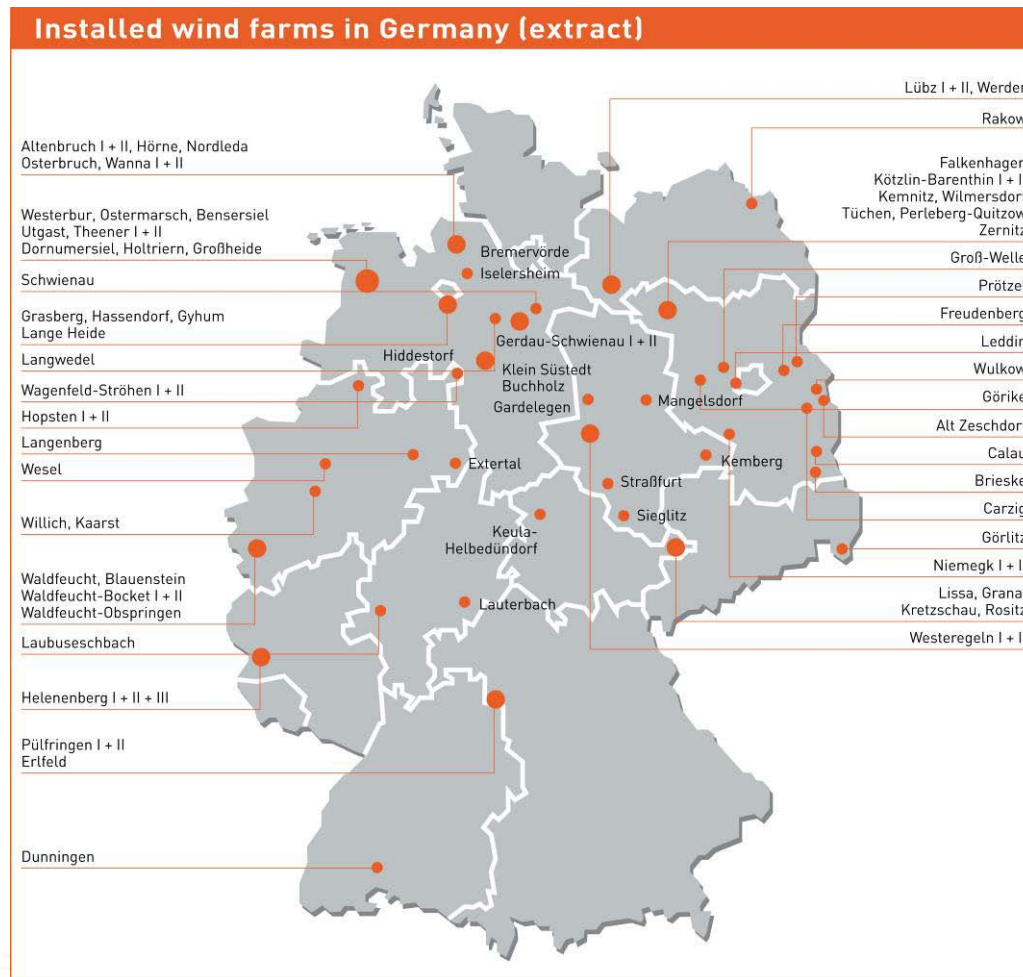 Installed wind farms in Germany (extract)
Altenbruch I + II, Hörne, Nordleda
Osterbruch, Wanna I + II
Westerbur, Ostermarsch, Bensersiel
Utgast, Theener I + II
Dornumersiel, Holtriern, Großheide
Schwienau
Grasberg, Hassendorf, Gyhum
Lange Heide
Langwedel
Wagenfeld-Ströhen I + II
Hopsten I + II
Langenberg
Wesel
Willich, Kaarst
Waldfeucht, Blauenstein
Waldfeucht-Bocket I + II
Waldfeucht-Obspringen
Laubuseschbach
Helenenberg I + II + III
Pülfringen I + II
Erlfeld
Dunningen
Bremervörde
Iselersheim
Gerdau-Schwienau I + II
Hiddestorf
Klein Süstedt
Buchholz
Gardelegen
Mangelsdorf
Extertal
Kemberg
Straßfurt
Sieglitz
Keula-
Helbedündorf
Lauterbach
Lübz I + II, Werder
Rakow
Falkenhagen
Kötzlin-Barenthin I + I
Kemnitz, Wilmersdorf
Tüchen, Perleberg-Quitzow
Zernitz
Groß-Welle
Prötze
Freudenberg
Leddin
Wulkow
Görike
Alt Zeschdorf
Calau
Brieske
Carzig
Görlitz
Niemegk I + I
Lissa, Grana
Kretzschau, Rositz
Westeregeln I + I